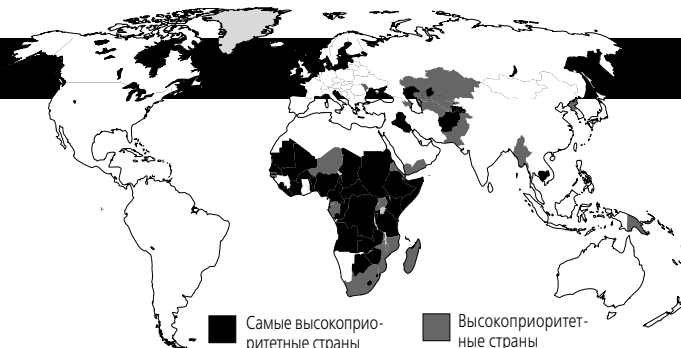 Самые высокоприо-
ритетные страны
Высокоприоритет-
ные страны